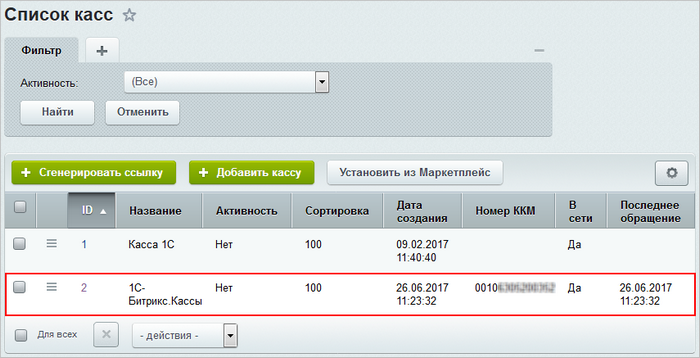 Список касс
Фильтр
Активность: (Все)
Найти Отменить
Сгенерировать ссылку Добавить кассу Установить из Маркетплейс
ID Название Активность Сортировка Дата создания Номер ККМ В сети Последнее обращение
1 Касса 1С Нет 100 09.02.2017 11:40:40 Да
2 1С-Битрикс.Кассы Нет 100 26.06.2017 11:23:32 0010 Да 26.06.2017 11:23:32
Для всех - действия -